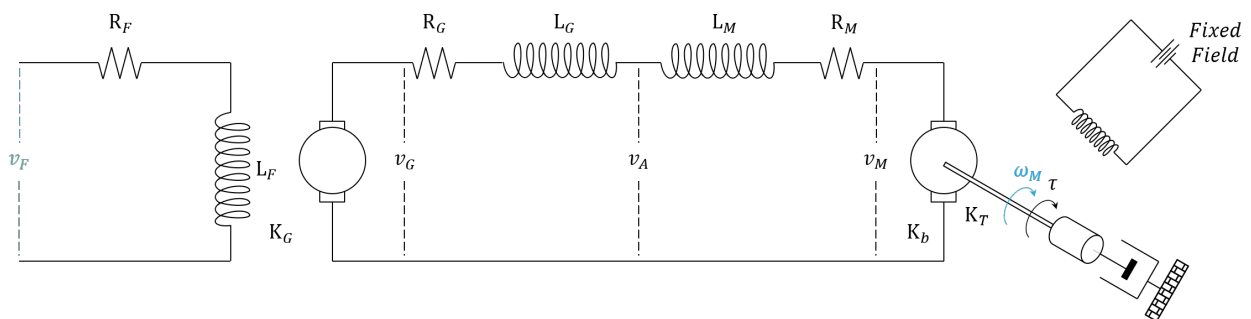 R_F
R_G
L_G
L_M
R_M
Fixed
Field
v_F
L_F
v_G
v_A
v_M
ω_M
τ
K_G
K_b
K_T